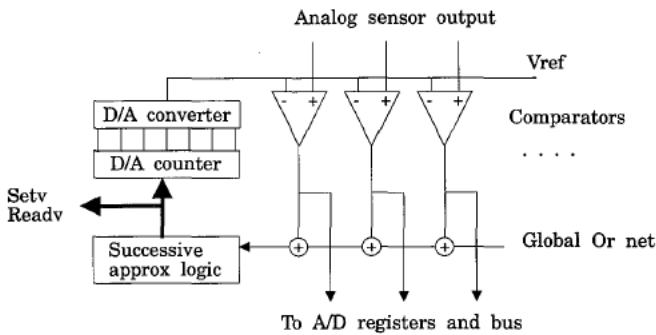 Analog sensor output
Vref
- + - + - +
D/A converter
Comparators
D/A counter
. . . .
Setv
Readv
Successive
approx logic
+ + +
Global Or net
To A/D registers and bus